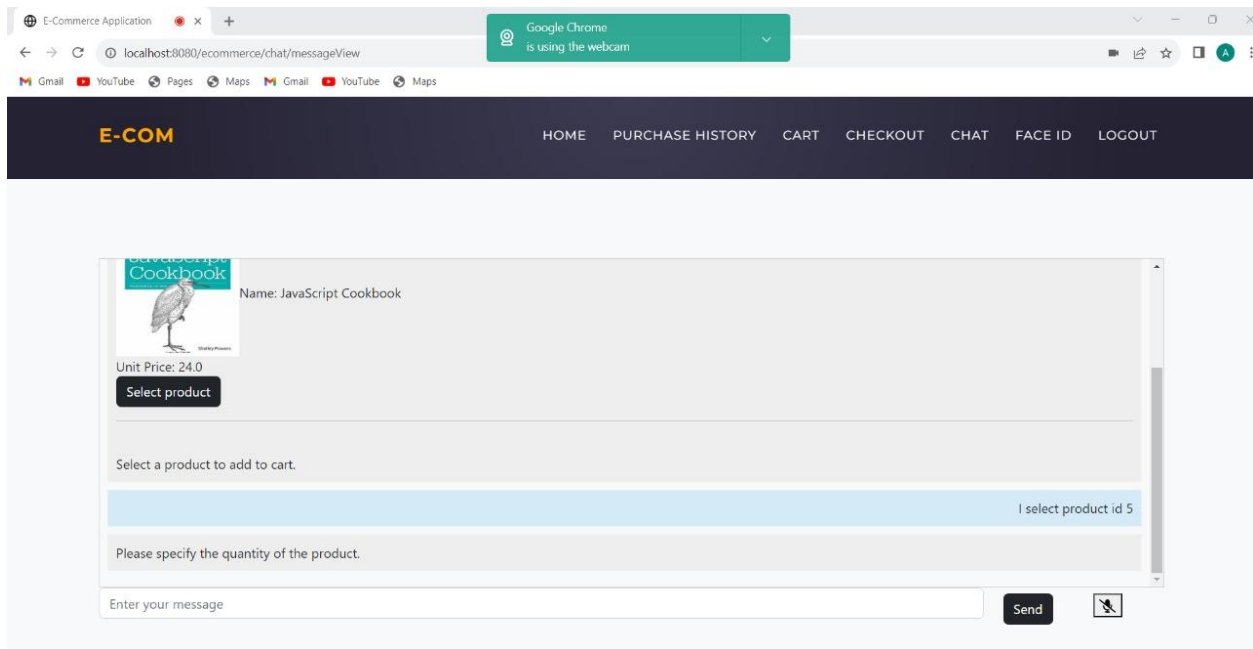 E-Commerce Application
Google Chrome
is using the webcam
localhost:8080/ecommerce/chat/messageView
A
Gmail YouTube Pages Maps Gmail YouTube Maps
E-COM HOME PURCHASE HISTORY CART CHECKOUT CHAT FACE ID LOGOUT
Cookbook
Name: JavaScript Cookbook
Shelley Powers
Unit Price: 24.0
Select product
Select a product to add to cart.
I select product id 5
Please specify the quantity of the product.
Enter your message Send